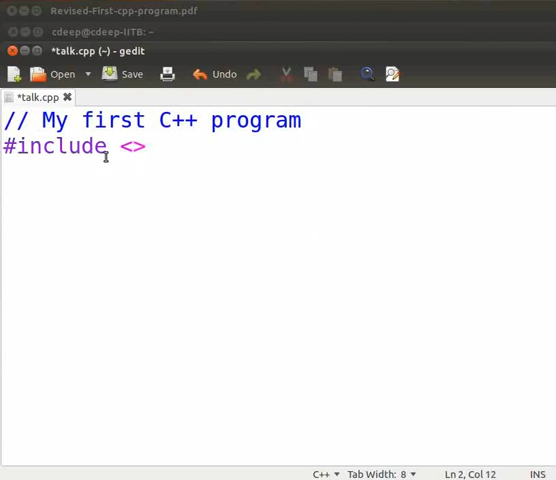 Revised-First-cpp-program.pdf
cdeep@cdeep-IITB: ~
*talk.cpp (~) - gedit
Open Save Undo
*talk.cpp
// My first C++ program
#include <>
C++ Tab Width: 8 Ln 2, Col 12 INS